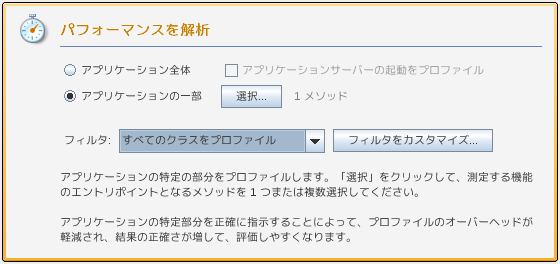 パフォーマンスを解析
アプリケーション全体 アプリケーションサーバーの起動をプロファイル
アプリケーションの一部 選択... 1 メソッド
フィルタ: すべてのクラスをプロファイル フィルタをカスタマイズ...
アプリケーションの特定の部分をプロファイルします。「選択」をクリックして、測定する機能
のエントリポイントとなるメソッドを 1 つまたは複数選択してください。
アプリケーションの特定部分を正確に指示することによって、プロファイルのオーバーヘッドが
軽減され、結果の正確さが増して、評価しやすくなります。